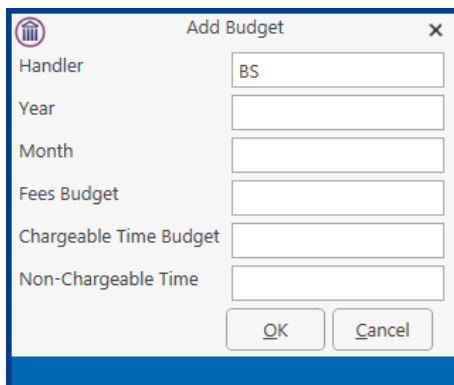 Add Budget
Handler BS
Year
Month
Fees Budget
Chargeable Time Budget
Non-Chargeable Time
OK Cancel